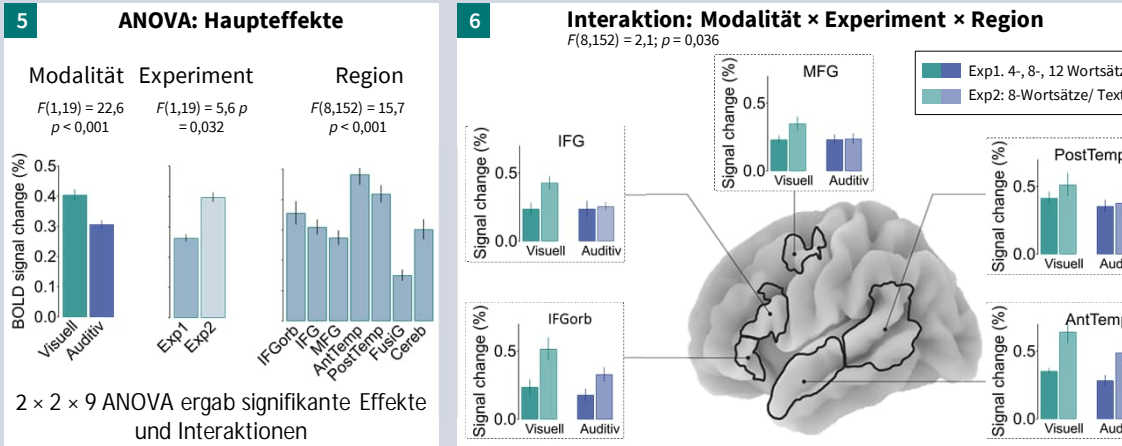 5
ANOVA: Haupteffekte
Modalität
F(1,19) = 22,6
p < 0,001
Experiment
F(1,19) = 5,6 p
= 0,032
Region
F(8,152) = 15,7
p < 0,001
BOLD signal change (%)
0.5
0.4
0.3
0.2
0.1
0.0
Visuell
Auditiv
Exp1
Exp2
IFGorb
IFG
MFG
AntTemp
PostTemp
FusiG
Cereb
2 × 2 × 9 ANOVA ergab signifikante Effekte
und Interaktionen
6
Interaktion: Modalität × Experiment × Region
F(8,152) = 2,1; p = 0,036
Exp1. 4-, 8-, 12 Wortsätz
Exp2: 8-Wortsätze/ Text
MFG
Signal change (%)
0.5
0.0
Visuell Auditiv
IFG
Signal change (%)
0.5
0.0
Visuell Auditiv
PostTemp
Signal change (%)
0.5
0.0
Visuell Aud
IFGorb
Signal change (%)
0.5
0.0
Visuell Auditiv
AntTemp
Signal change (%)
0.5
0.0
Visuell Aud